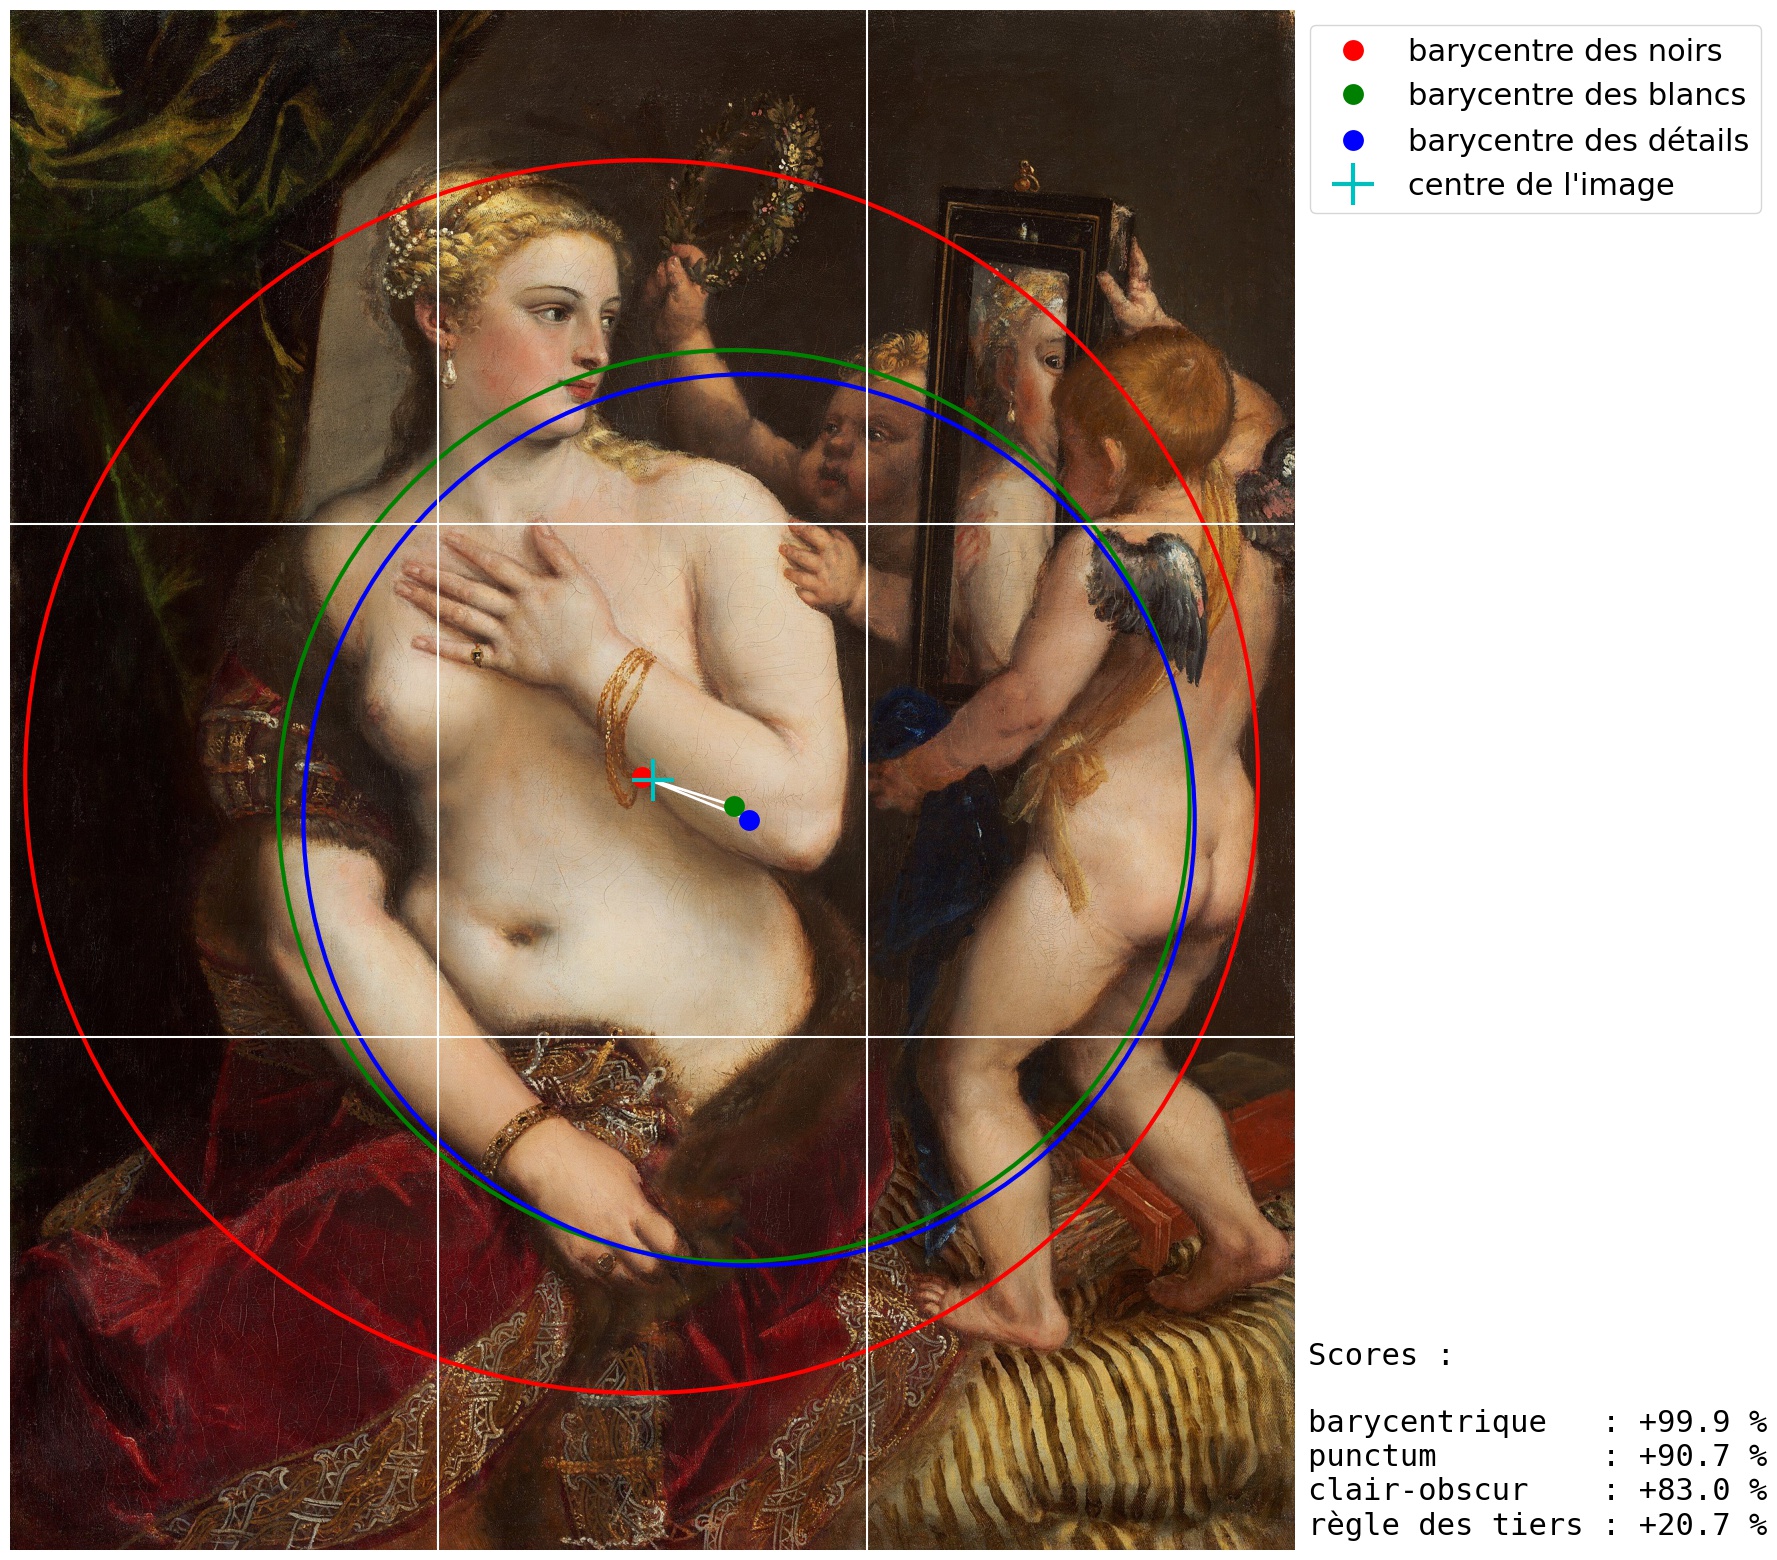 barycentre des noirs
barycentre des blancs
barycentre des détails
centre de l'image
Scores :
barycentrique : +99.9 %
punctum : +90.7 %
clair-obscur : +83.0 %
règle des tiers : +20.7 %